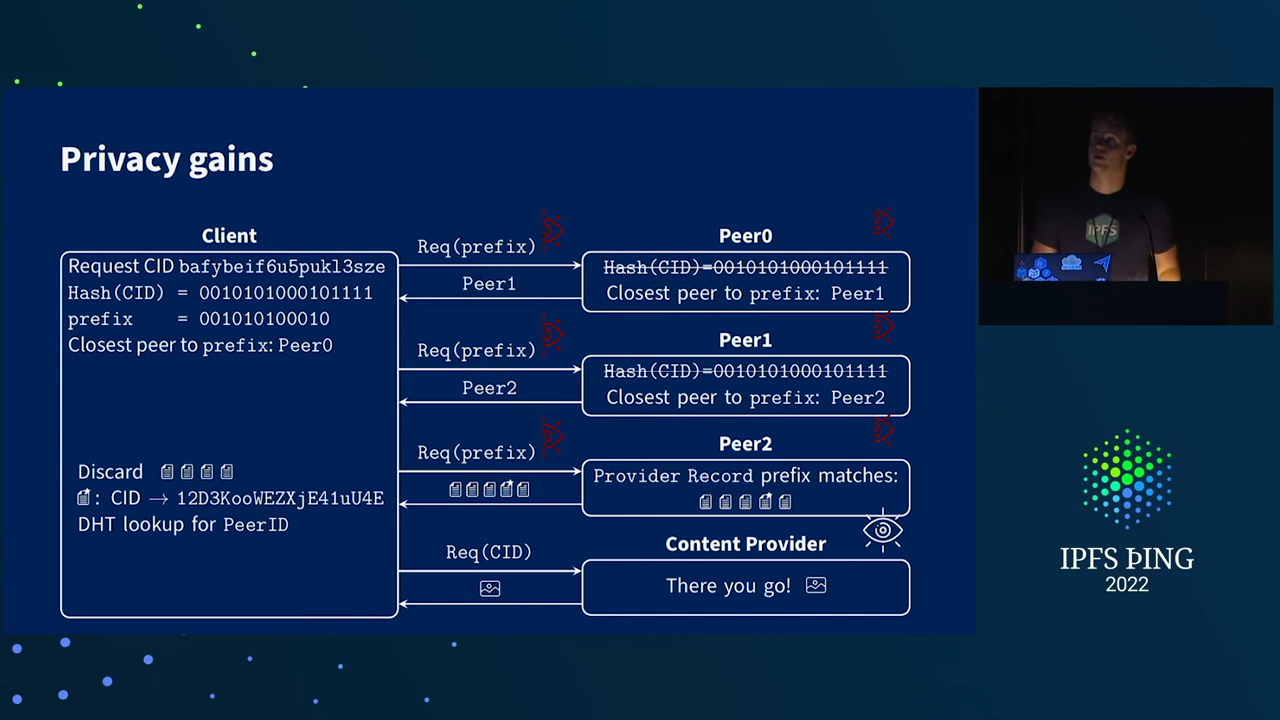 Privacy gains
Client
Request CID bafybeif6u5pukl3sze
Hash(CID) = 0010101000101111
prefix = 001010100010
Closest peer to prefix: Peer0
Discard
: CID → 12D3KooWEZXjE41uU4E
DHT lookup for PeerID
Req(prefix)
Peer1
Req(prefix)
Peer2
Req(prefix)
Req(CID)
Peer0
Hash(CID)=0010101000101111
Closest peer to prefix: Peer1
Peer1
Hash(CID)=0010101000101111
Closest peer to prefix: Peer2
Peer2
Provider Record prefix matches:
Content Provider
There you go!
IPFS
IPFS ÞING
2022